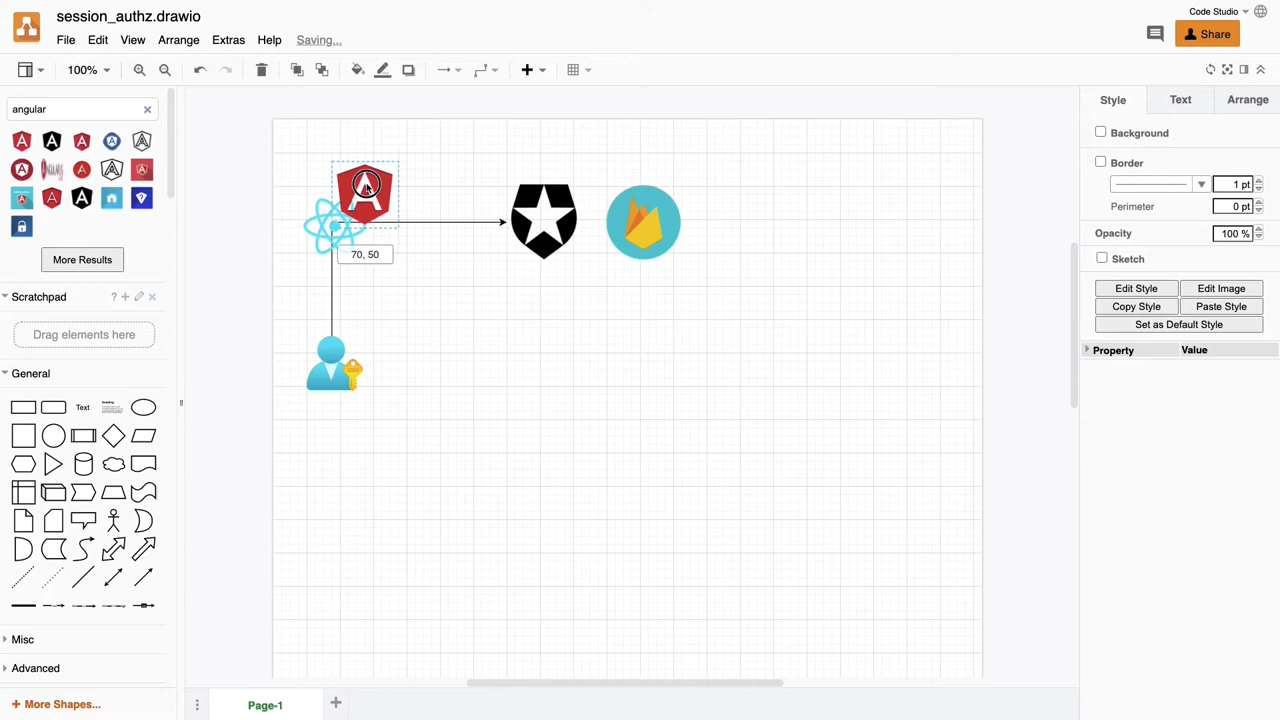 session_authz.drawio
Code Studio
File Edit View Arrange Extras Help Saving...
Share
100%
angular
Style Text Arrange
Background
Border
1 pt
Perimeter 0 pt
Opacity 100 %
Sketch
Edit Style Edit Image
Copy Style Paste Style
Set as Default Style
Property Value
More Results
Scratchpad ?
Drag elements here
General
Text Heading
Misc
Advanced
+ More Shapes...
70, 50
Page-1